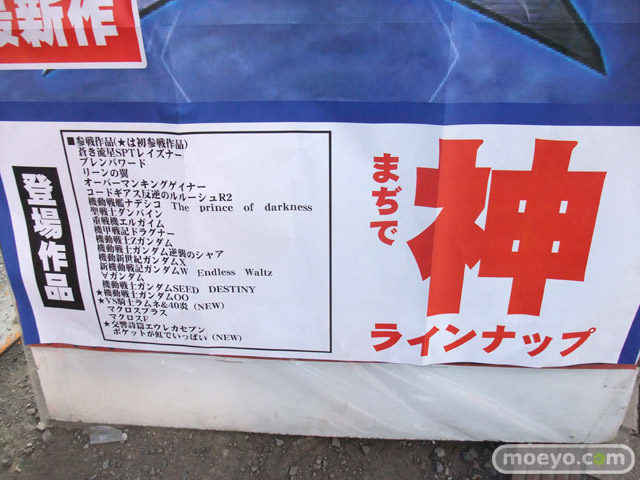 最新作
登場作品
■参戦作品(★は初参戦作品)
蒼き流星SPTレイズナー
ブレンパワード
リーンの翼
オーバーマンキングゲイナー
コードギアス反逆のルルーシュR2
機動戦艦ナデシコ The prince of darkness
聖戦士ダンバイン
重戦機エルガイム
機甲戦記ドラグナー
機動戦士Zガンダム
機動戦士ガンダム逆襲のシャア
機動新世紀ガンダムX
新機動戦記ガンダムW Endless Waltz
∀ガンダム
機動戦士ガンダムSEED DESTINY
★機動戦士ガンダムOO
★VS騎士ラムネ&40炎 (NEW)
マクロスプラス
マクロスF
★交響詩篇エウレカセブン
ポケットが虹でいっぱい (NEW)
まぢで
神
ラインナップ
moeyo.com